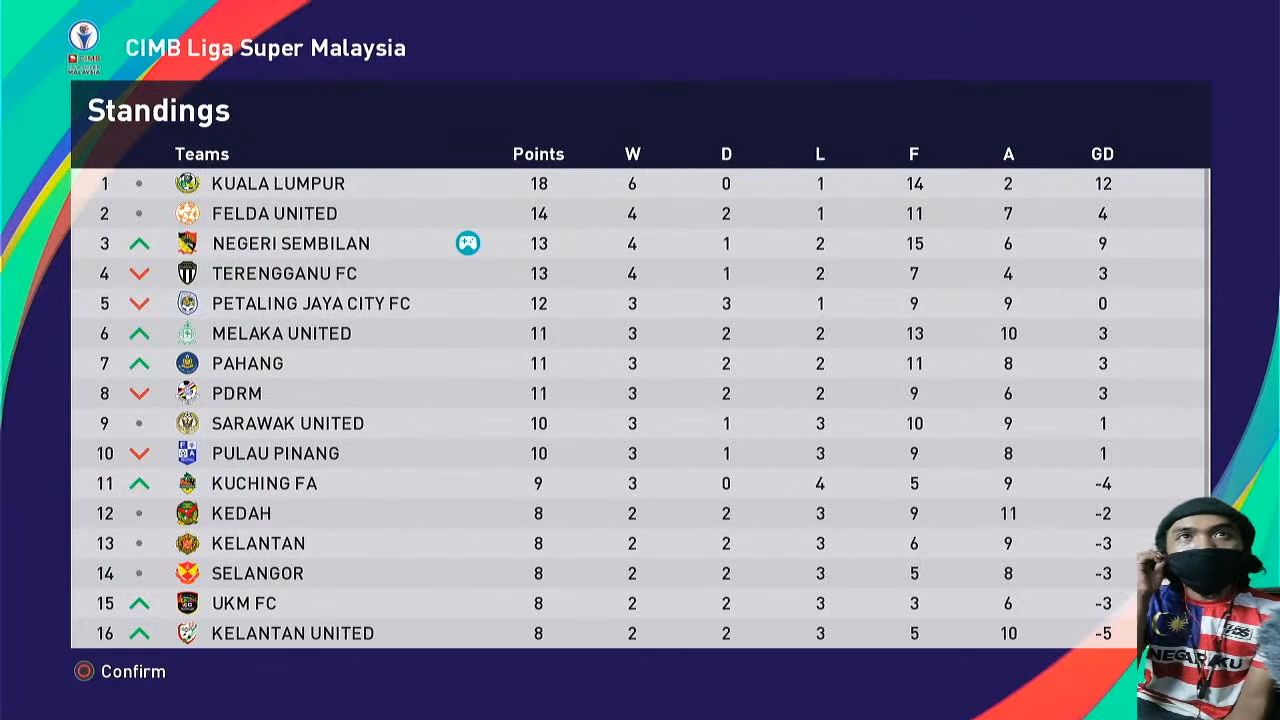 CIMB Liga Super Malaysia
CIMB
MALAYSIA
Standings
Teams Points W D L F A GD
1 KUALA LUMPUR 18 6 0 1 14 2 12
2 FELDA UNITED 14 4 2 1 11 7 4
3 NEGERI SEMBILAN 13 4 1 2 15 6 9
4 TERENGGANU FC 13 4 1 2 7 4 3
5 PETALING JAYA CITY FC 12 3 3 1 9 9 0
6 MELAKA UNITED 11 3 2 2 13 10 3
7 PAHANG 11 3 2 2 11 8 3
8 PDRM 11 3 2 2 9 6 3
9 SARAWAK UNITED 10 3 1 3 10 9 1
10 PULAU PINANG 10 3 1 3 9 8 1
11 KUCHING FA 9 3 0 4 5 9 -4
12 KEDAH 8 2 2 3 9 11 -2
13 KELANTAN 8 2 2 3 6 9 -3
14 SELANGOR 8 2 2 3 5 8 -3
15 UKM FC 8 2 2 3 3 6 -3
16 KELANTAN UNITED 8 2 2 3 5 10 -5
Confirm
NEGARAKU